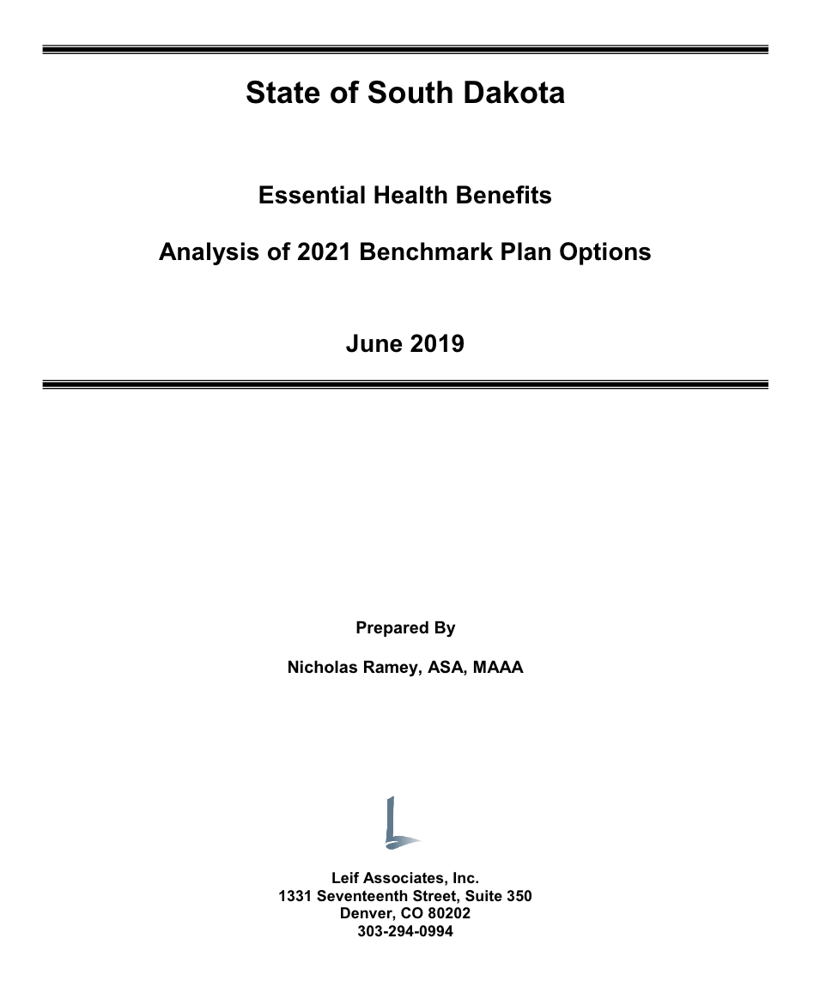 State of South Dakota
Essential Health Benefits
Analysis of 2021 Benchmark Plan Options
June 2019
Prepared By
Nicholas Ramey, ASA, MAAA
L
Leif Associates, Inc.
1331 Seventeenth Street, Suite 350
Denver, CO 80202
303-294-0994